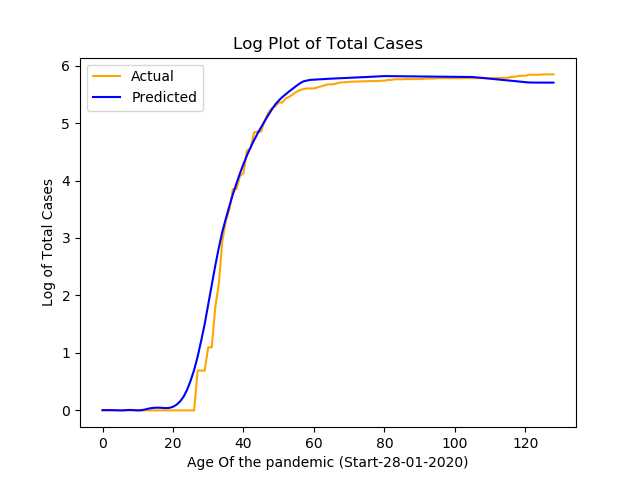 Log Plot of Total Cases
Actual
Predicted
Log of Total Cases
6
5
4
3
2
1
0
0 20 40 60 80 100 120
Age Of the pandemic (Start-28-01-2020)